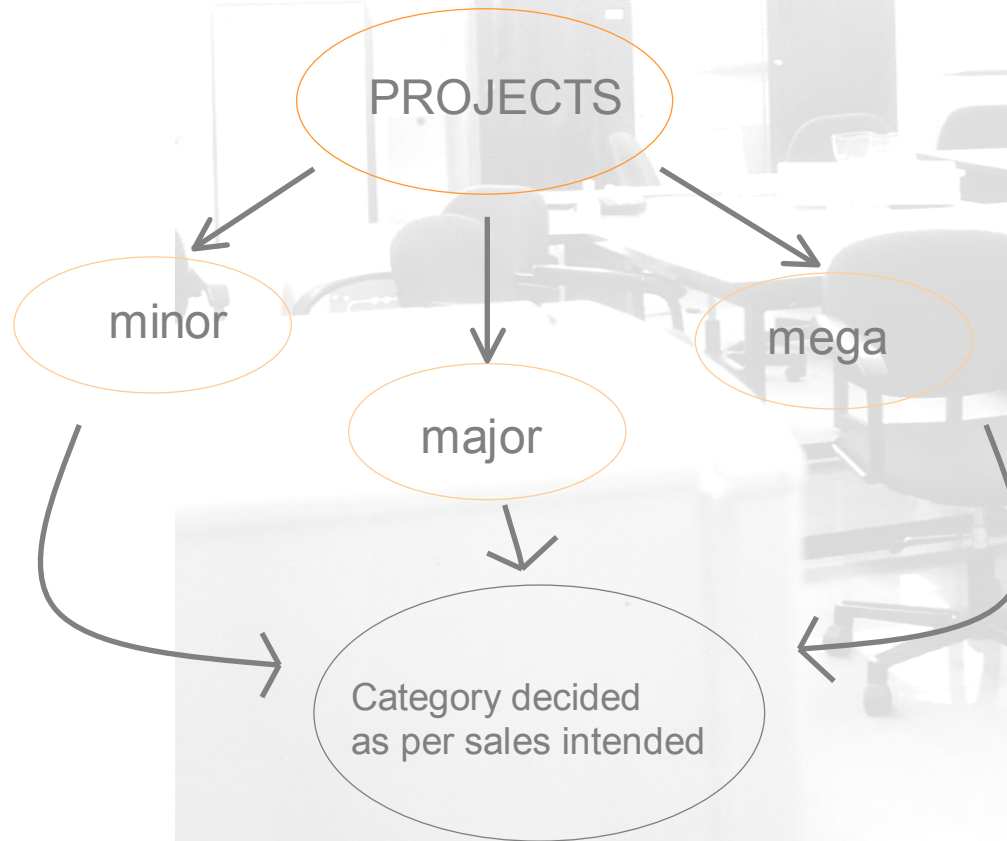 PROJECTS
minor
mega
major
Category decided
as per sales intended